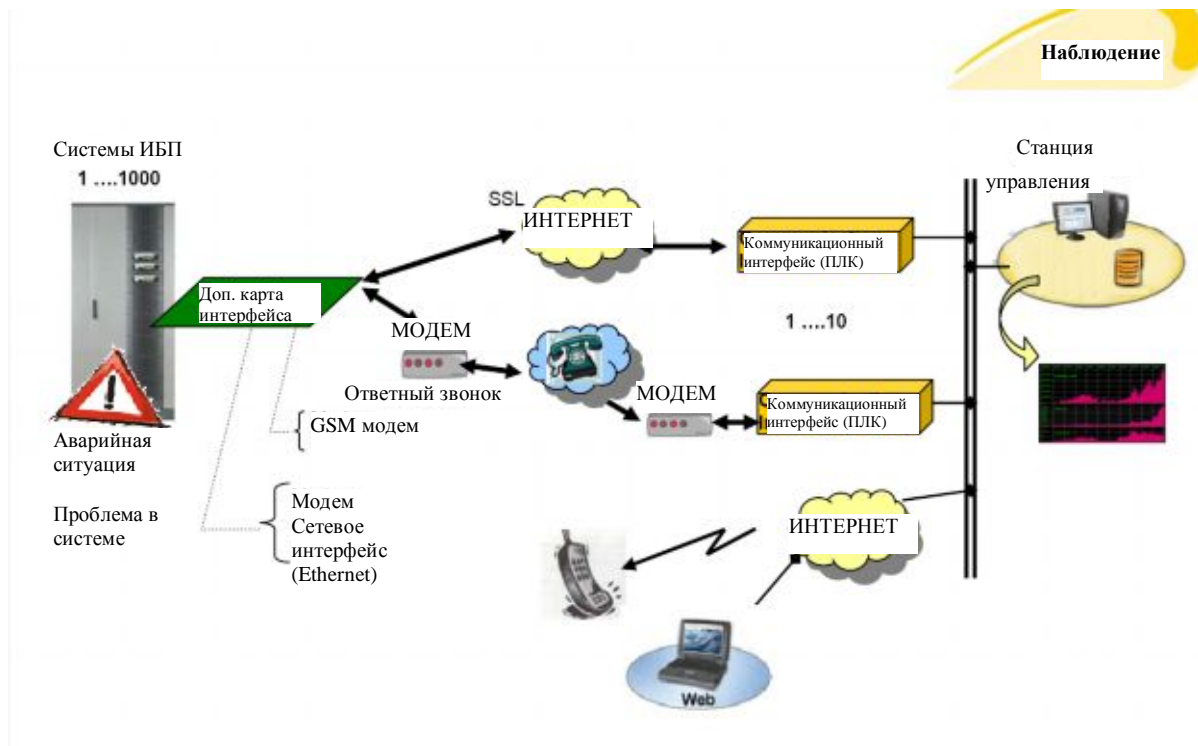 Наблюдение
Системы ИБП
1 ....1000
Станция
управления
SSL
ИНТЕРНЕТ
Коммуникационный
интерфейс (ПЛК)
Доп. карта
интерфейса
1 ....10
МОДЕМ
Ответный звонок
МОДЕМ
Коммуникационный
интерфейс (ПЛК)
GSM модем
Аварийная
ситуация
Проблема в
системе
Модем
Сетевое
интерфейс
(Ethernet)
ИНТЕРНЕТ
Web